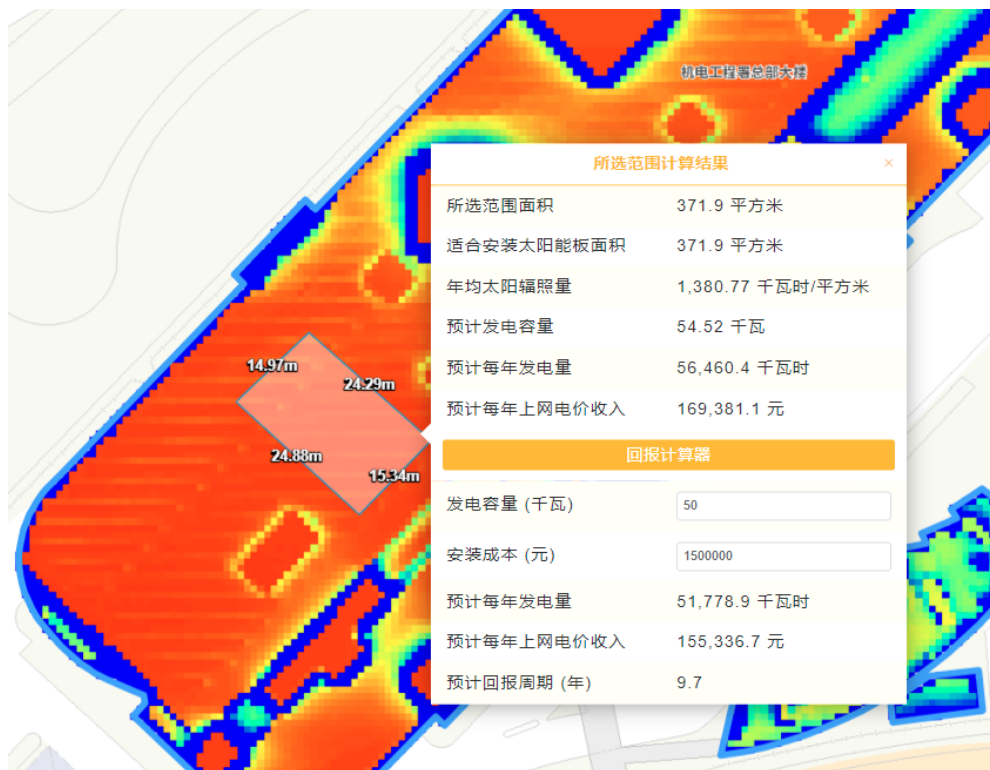 机电工程署总部大楼
所选范围计算结果 ×
所选范围面积 371.9 平方米
适合安装太阳能板面积 371.9 平方米
年均太阳辐照量 1,380.77 千瓦时/平方米
预计发电容量 54.52 千瓦
预计每年发电量 56,460.4 千瓦时
预计每年上网电价收入 169,381.1 元
回报计算器
发电容量 (千瓦) 50
安装成本 (元) 1500000
预计每年发电量 51,778.9 千瓦时
预计每年上网电价收入 155,336.7 元
预计回报周期 (年) 9.7
14.97m
24.29m
24.88m
15.34m